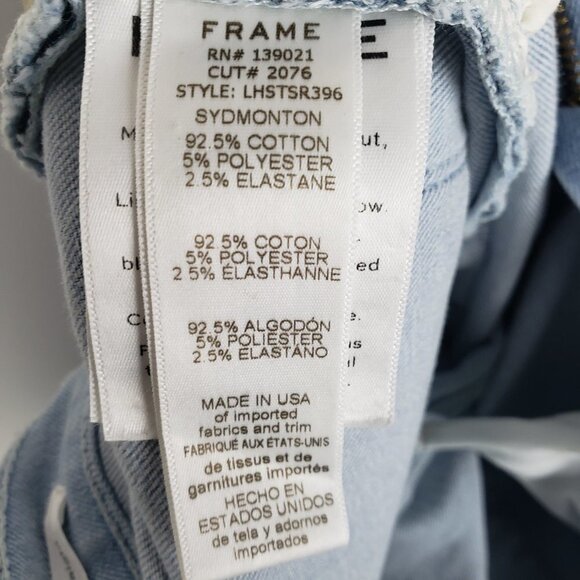 FRAME
RN# 139021
CUT# 2076
STYLE: LHSTSR396
SYDMONTON
92.5% COTTON
5% POLYESTER
2.5% ELASTANE
92 5% COTON
5% POLYESTER
2 5% ÉLASTHANNE
92.5% ALGODÓN
5% POLIESTER
2.5% ELASTÁNO
MADE IN USA
of imported
fabrics and trim
FABRIQUÉ AUX ÉTATS-UNIS
de tissus et de
garnitures importés
HECHO EN
ESTADOS UNIDOS
de tela y adornos
importados